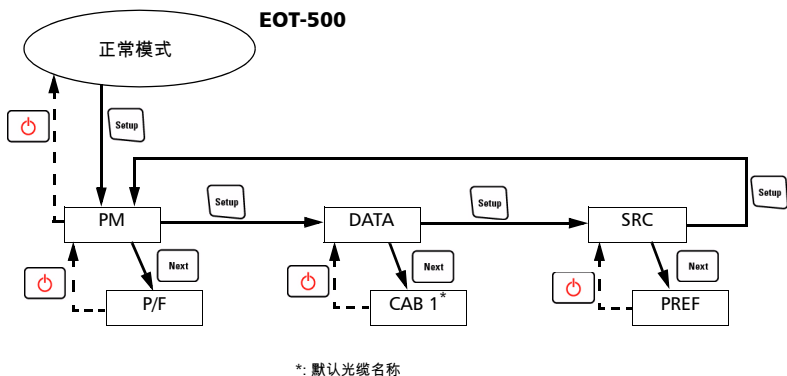 EOT-500
正常模式
Setup
Setup
Setup
Setup
PM
DATA
SRC
Next
Next
Next
P/F
CAB 1*
PREF
*: 默认光缆名称